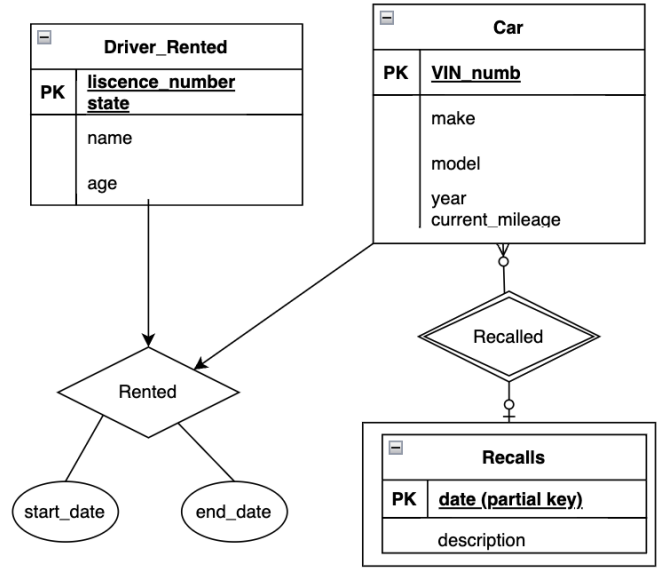 Driver_Rented
PK
liscence_number
state
name
age
Car
PK
VIN_numb
make
model
year
current_mileage
Rented
start_date
end_date
Recalled
Recalls
PK
date (partial key)
description